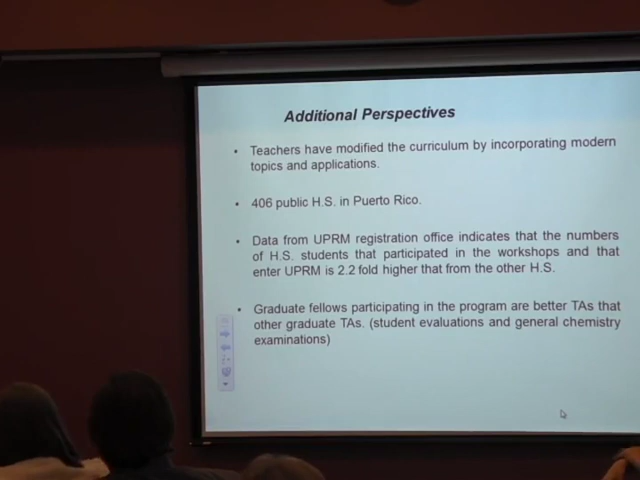 Additional Perspectives
• Teachers have modified the curriculum by incorporating modern
topics and applications.
• 406 public H.S. in Puerto Rico.
• Data from UPRM registration office indicates that the numbers
of H.S. students that participated in the workshops and that
enter UPRM is 2.2 fold higher that from the other H.S.
• Graduate fellows participating in the program are better TAs that
other graduate TAs. (student evaluations and general chemistry
examinations)